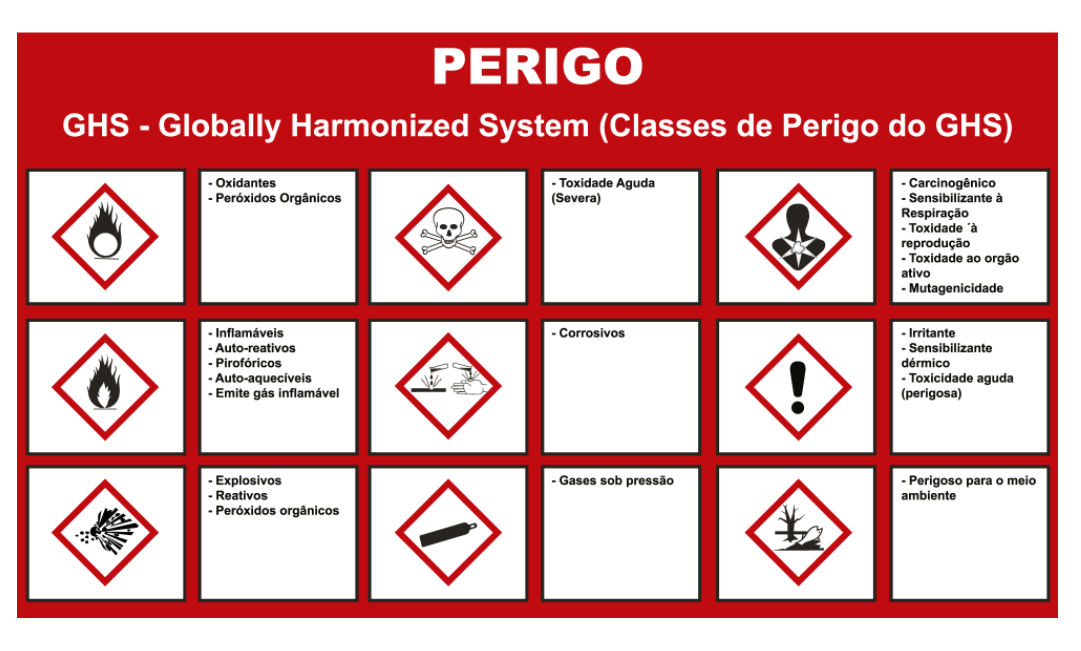 PERIGO
GHS - Globally Harmonized System (Classes de Perigo do GHS)
- Oxidantes
- Peróxidos Orgânicos
- Toxidade Aguda
(Severa)
- Carcinogênico
- Sensibilizante à
Respiração
- Toxidade ´à
reprodução
- Toxidade ao orgão
ativo
- Mutagenicidade
- Inflamáveis
- Auto-reativos
- Pirofóricos
- Auto-aquecíveis
- Emite gás inflamável
- Corrosivos
- Irritante
- Sensibilizante
dérmico
- Toxicidade aguda
(perigosa)
- Explosivos
- Reativos
- Peróxidos orgânicos
- Gases sob pressão
- Perigoso para o meio
ambiente